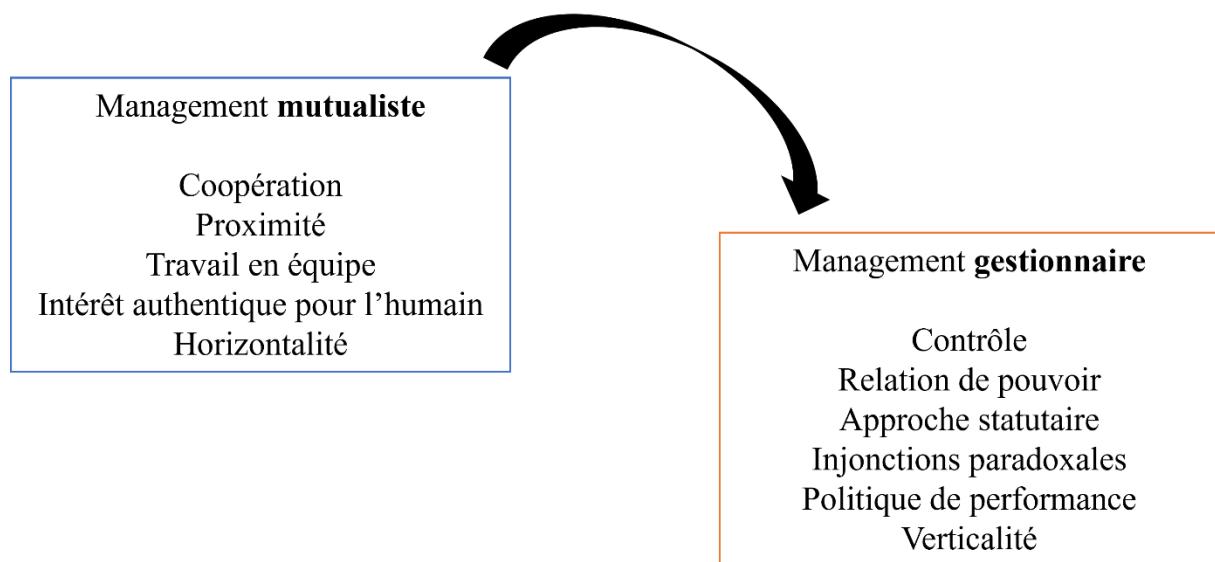 Management mutualiste
Coopération
Proximité
Travail en équipe
Intérêt authentique pour l’humain
Horizontalité
Management gestionnaire
Contrôle
Relation de pouvoir
Approche statutaire
Injonctions paradoxales
Politique de performance
Verticalité